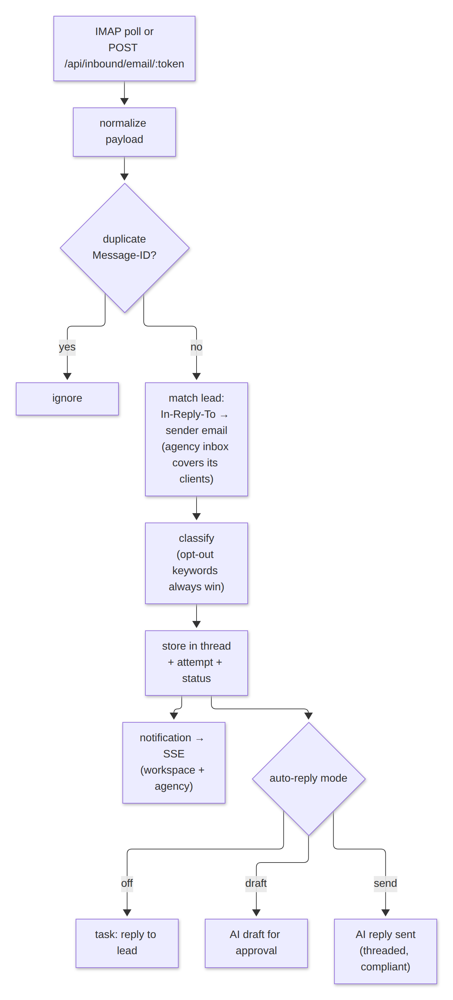 IMAP poll or
POST
/api/inbound/email/:token
normalize
payload
duplicate
Message-ID?
yes
no
ignore
match lead:
In-Reply-To →
sender email
(agency inbox
covers its
clients)
classify
(opt-out
keywords
always win)
store in thread
+ attempt +
status
notification →
SSE
(workspace +
agency)
auto-reply mode
off
draft
send
task: reply to
lead
AI draft for
approval
AI reply sent
(threaded,
compliant)